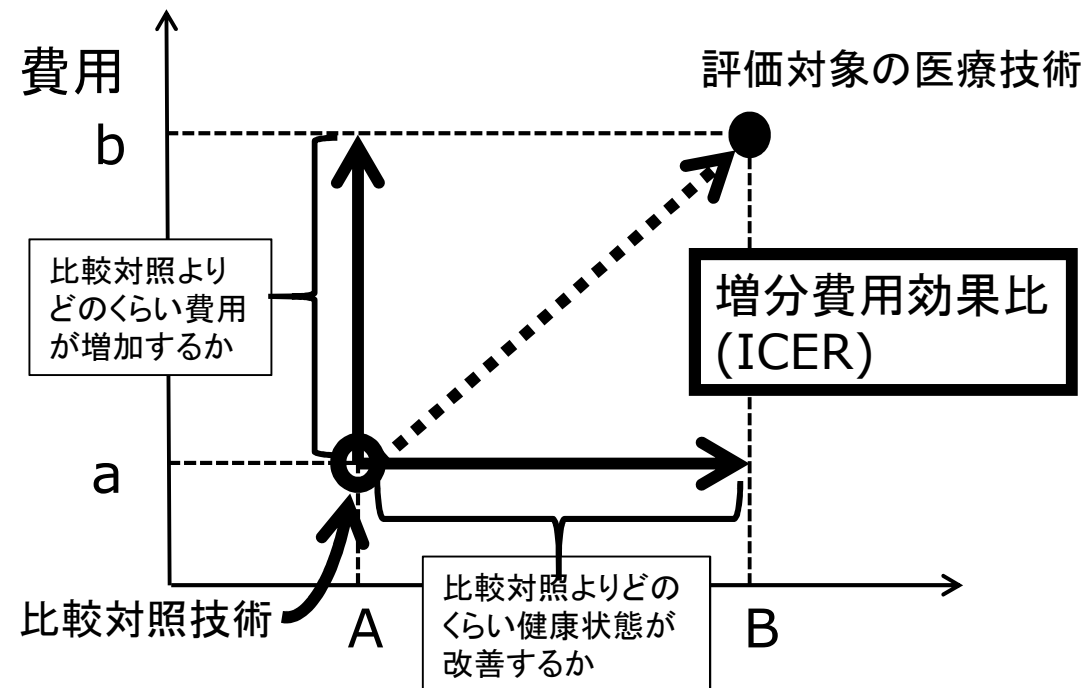 費用
評価対象の医療技術
b
比較対照より
どのくらい費用
が増加するか
増分費用効果比
(ICER)
a
比較対照技術
A
比較対照よりどの
くらい健康状態が
改善するか
B